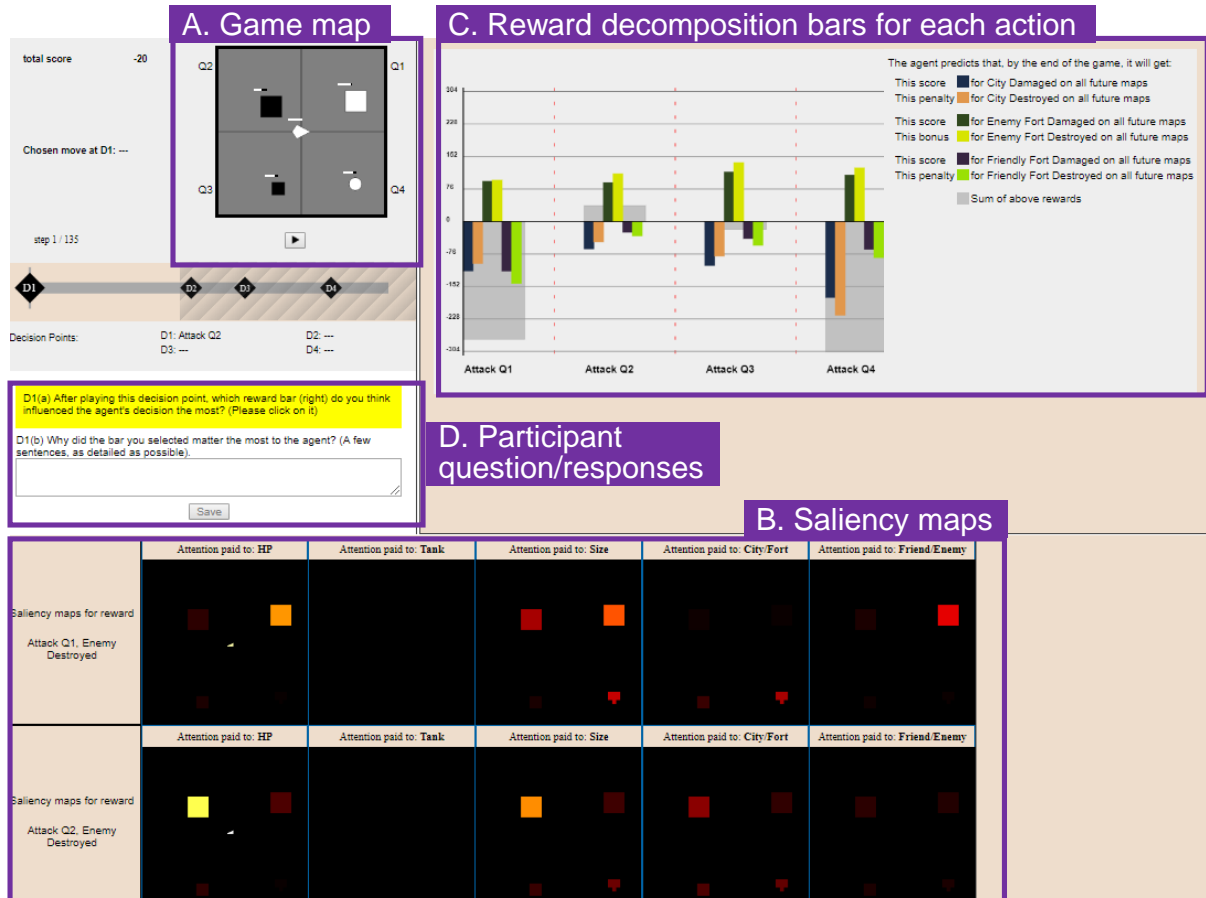 A. Game map
C. Reward decomposition bars for each action
total score -20
Q2
Q1
Chosen move at D1: ---
Q3
Q4
step 1 / 135
D1
D2
D3
D4
Decision Points:
D1: Attack Q2
D2: ---
D3: ---
D4: ---
The agent predicts that, by the end of the game, it will get:
This score for City Damaged on all future maps
This penalty for City Destroyed on all future maps
This score for Enemy Fort Damaged on all future maps
This bonus for Enemy Fort Destroyed on all future maps
This score for Friendly Fort Damaged on all future maps
This penalty for Friendly Fort Destroyed on all future maps
Sum of above rewards
304
228
152
76
0
-76
-152
-228
-304
Attack Q1
Attack Q2
Attack Q3
Attack Q4
D1(a) After playing this decision point, which reward bar (right) do you think
influenced the agent's decision the most? (Please click on it)
D1(b) Why did the bar you selected matter the most to the agent? (A few
sentences, as detailed as possible).
Save
D. Participant
question/responses
B. Saliency maps
Attention paid to: HP
Attention paid to: Tank
Attention paid to: Size
Attention paid to: City/Fort
Attention paid to: Friend/Enemy
Saliency maps for reward
Attack Q1, Enemy
Destroyed
Attention paid to: HP
Attention paid to: Tank
Attention paid to: Size
Attention paid to: City/Fort
Attention paid to: Friend/Enemy
Saliency maps for reward
Attack Q2, Enemy
Destroyed